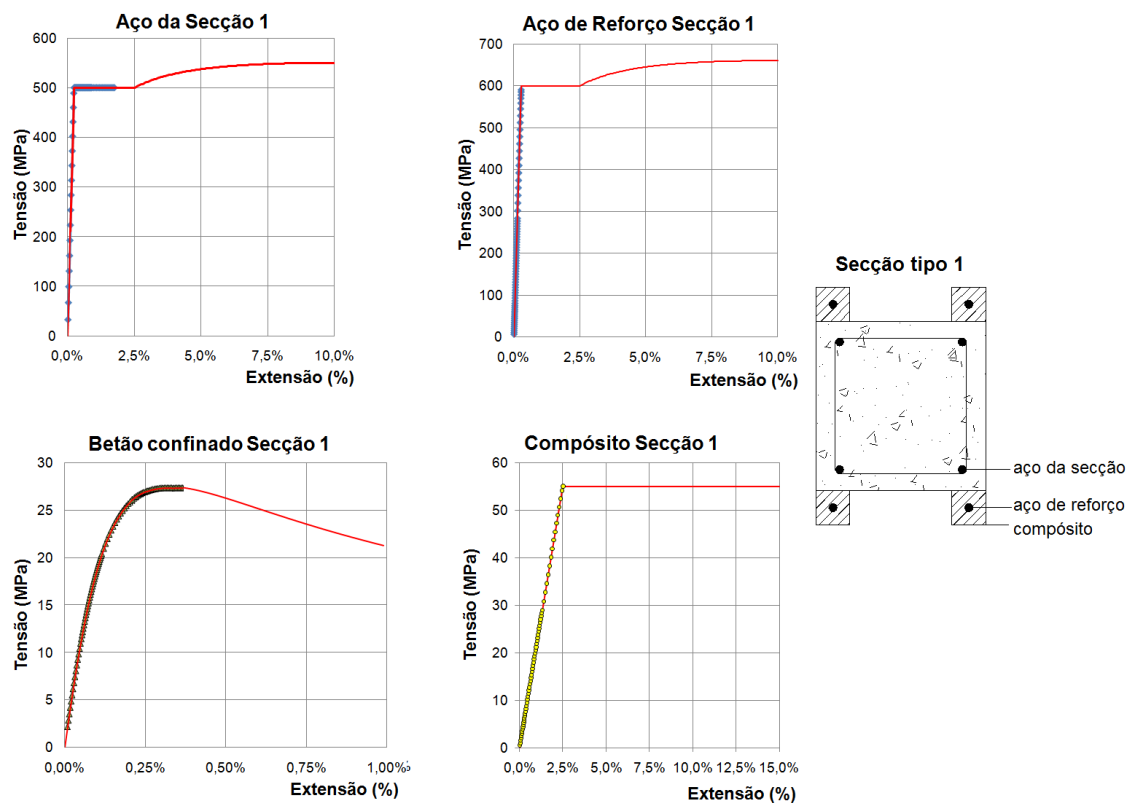 Aço da Secção 1
600
500
400
300
200
100
0
0,0% 2,5% 5,0% 7,5% 10,0%
Tensão (MPa)
Extensão (%)
Aço de Reforço Secção 1
700
600
500
400
300
200
100
0
0,0% 2,5% 5,0% 7,5% 10,0%
Tensão (MPa)
Extensão (%)
Secção tipo 1
aço da secção
aço de reforço
compósito
Betão confinado Secção 1
30
25
20
15
10
5
0
0,00% 0,25% 0,50% 0,75% 1,00%
Tensão (MPa)
Extensão (%)
Compósito Secção 1
60
50
40
30
20
10
0
0,0% 2,5% 5,0% 7,5% 10,0% 12,5% 15,0%
Tensão (MPa)
Extensão (%)